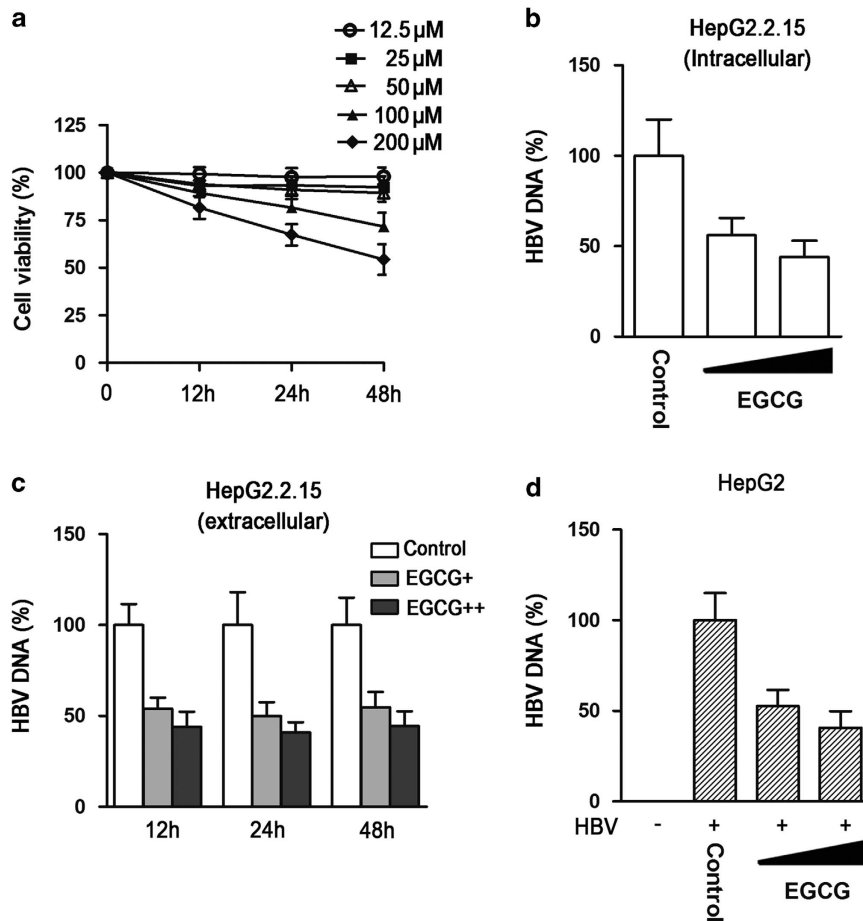 a
12.5 µM
25 µM
50 µM
100 µM
200 µM
Cell viability (%)
125
100
75
50
25
0
0
12h
24h
48h
b
HepG2.2.15
(Intracellular)
HBV DNA (%)
150
100
50
0
Control
EGCG
c
HepG2.2.15
(extracellular)
Control
EGCG+
EGCG++
HBV DNA (%)
150
100
50
0
12h
24h
48h
d
HepG2
HBV DNA (%)
150
100
50
0
HBV - + + +
Control
EGCG